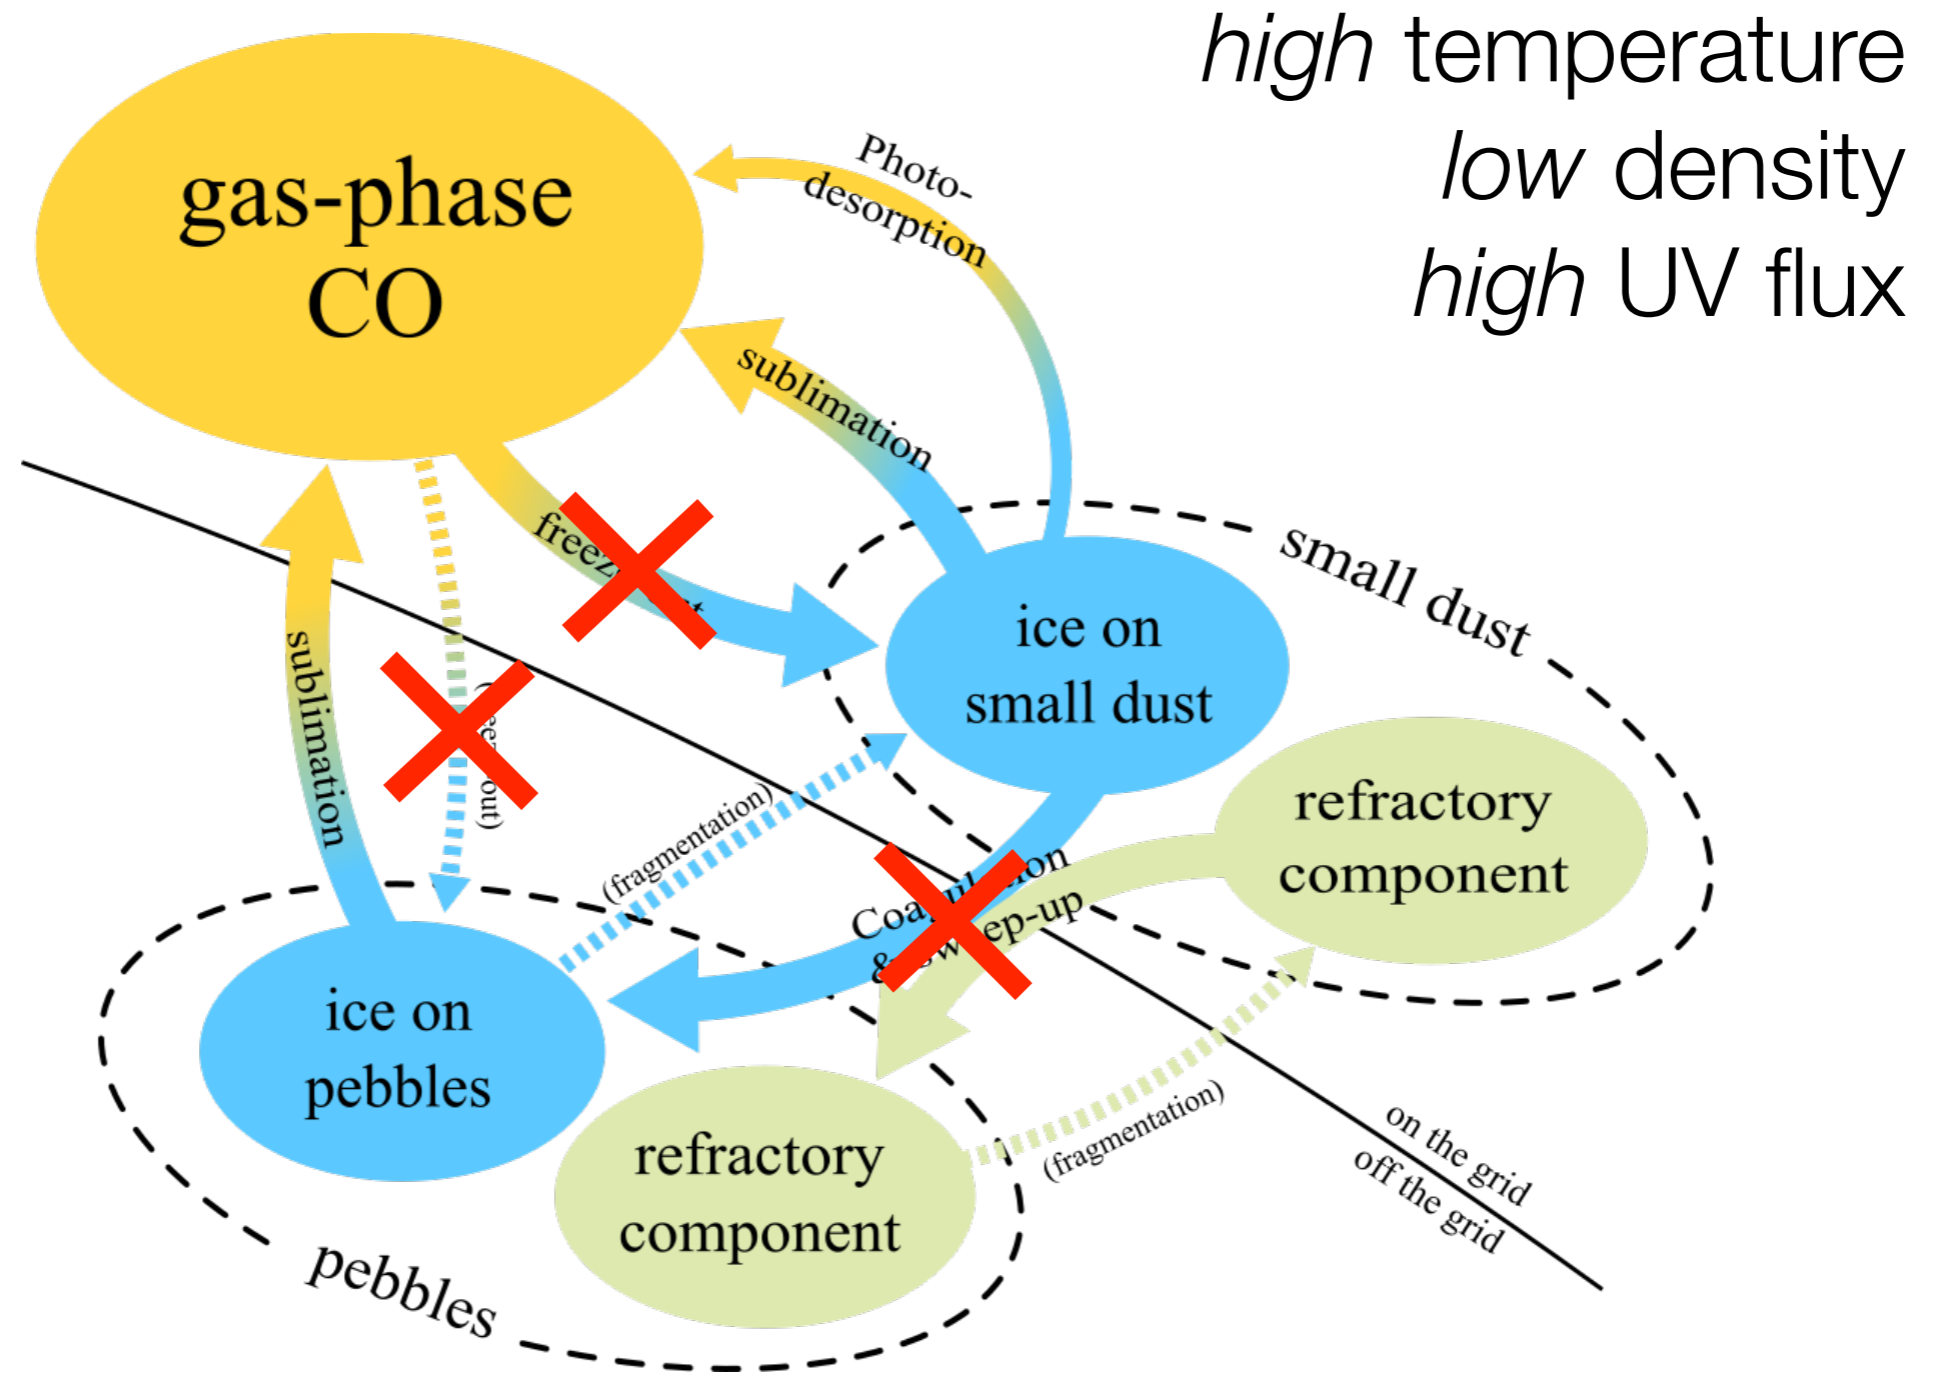 high temperature
low density
high UV flux
gas-phase
CO
Photo-
desorption
sublimation
small dust
ice on
small dust
sublimation
(fragmentation)
refractory
component
&
ice on
pebbles
refractory
component
(fragmentation)
on the grid
off the grid
pebbles